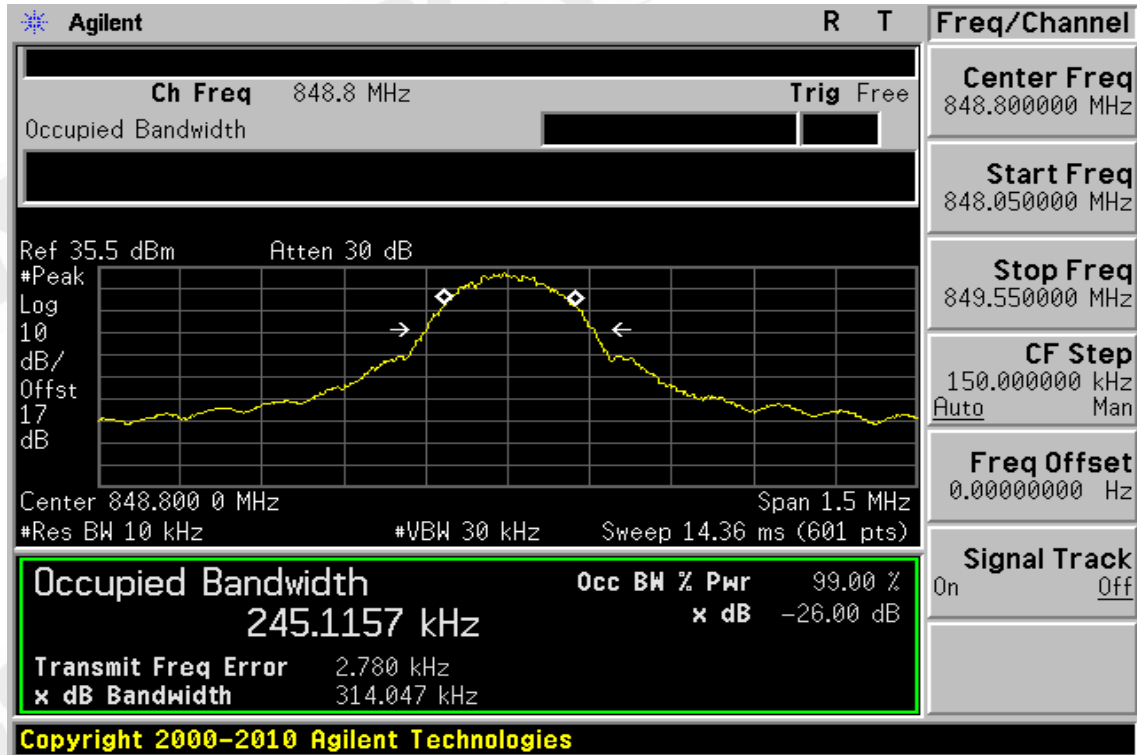 Agilent R T Freq/Channel
Ch Freq 848.8 MHz Trig Free
Occupied Bandwidth
Center Freq
848.800000 MHz
Start Freq
848.050000 MHz
Stop Freq
849.550000 MHz
CF Step
150.000000 kHz
Auto Man
Freq Offset
0.00000000 Hz
Signal Track
On Off
Ref 35.5 dBm Atten 30 dB
#Peak
Log
10
dB/
Offst
17
dB
Center 848.800 0 MHz Span 1.5 MHz
#Res BW 10 kHz #VBW 30 kHz Sweep 14.36 ms (601 pts)
Occupied Bandwidth Occ BW % Pwr 99.00 %
245.1157 kHz x dB -26.00 dB
Transmit Freq Error 2.780 kHz
x dB Bandwidth 314.047 kHz
Copyright 2000-2010 Agilent Technologies